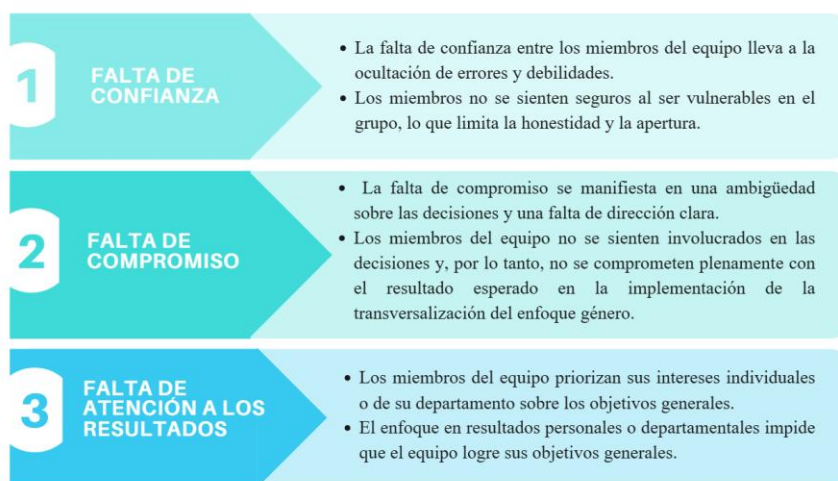 1
FALTA DE
CONFIANZA
• La falta de confianza entre los miembros del equipo lleva a la
ocultación de errores y debilidades.
• Los miembros no se sienten seguros al ser vulnerables en el
grupo, lo que limita la honestidad y la apertura.
2
FALTA DE
COMPROMISO
• La falta de compromiso se manifiesta en una ambigüedad
sobre las decisiones y una falta de dirección clara.
• Los miembros del equipo no se sienten involucrados en las
decisiones y, por lo tanto, no se comprometen plenamente con
el resultado esperado en la implementación de la
transversalización del enfoque género.
3
FALTA DE
ATENCIÓN A LOS
RESULTADOS
• Los miembros del equipo priorizan sus intereses individuales
o de su departamento sobre los objetivos generales.
• El enfoque en resultados personales o departamentales impide
que el equipo logre sus objetivos generales.